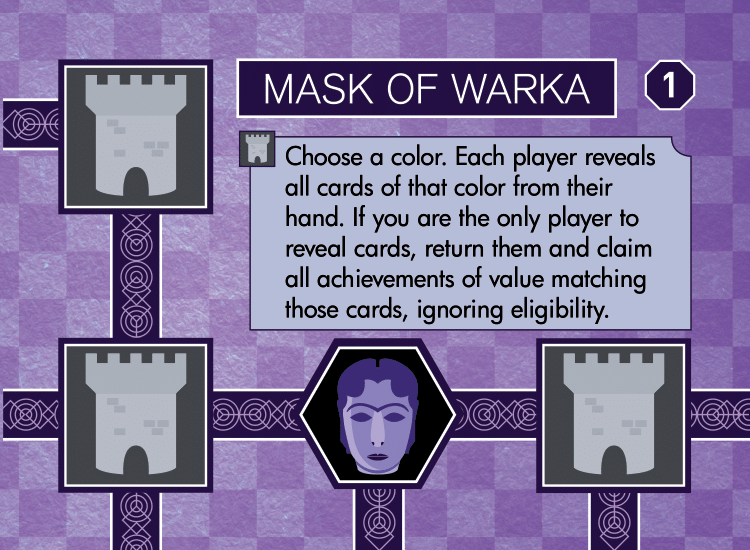 MASK OF WARKA
1
Choose a color. Each player reveals
all cards of that color from their
hand. If you are the only player to
reveal cards, return them and claim
all achievements of value matching
those cards, ignoring eligibility.